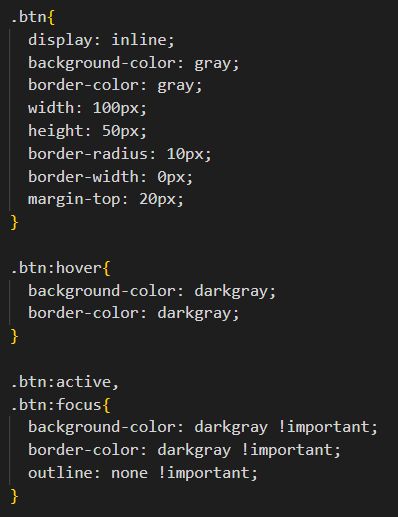 .btn{
display: inline;
background-color: gray;
border-color: gray;
width: 100px;
height: 50px;
border-radius: 10px;
border-width: 0px;
margin-top: 20px;
}
.btn:hover{
background-color: darkgray;
border-color: darkgray;
}
.btn:active,
.btn:focus{
background-color: darkgray !important;
border-color: darkgray !important;
outline: none !important;
}